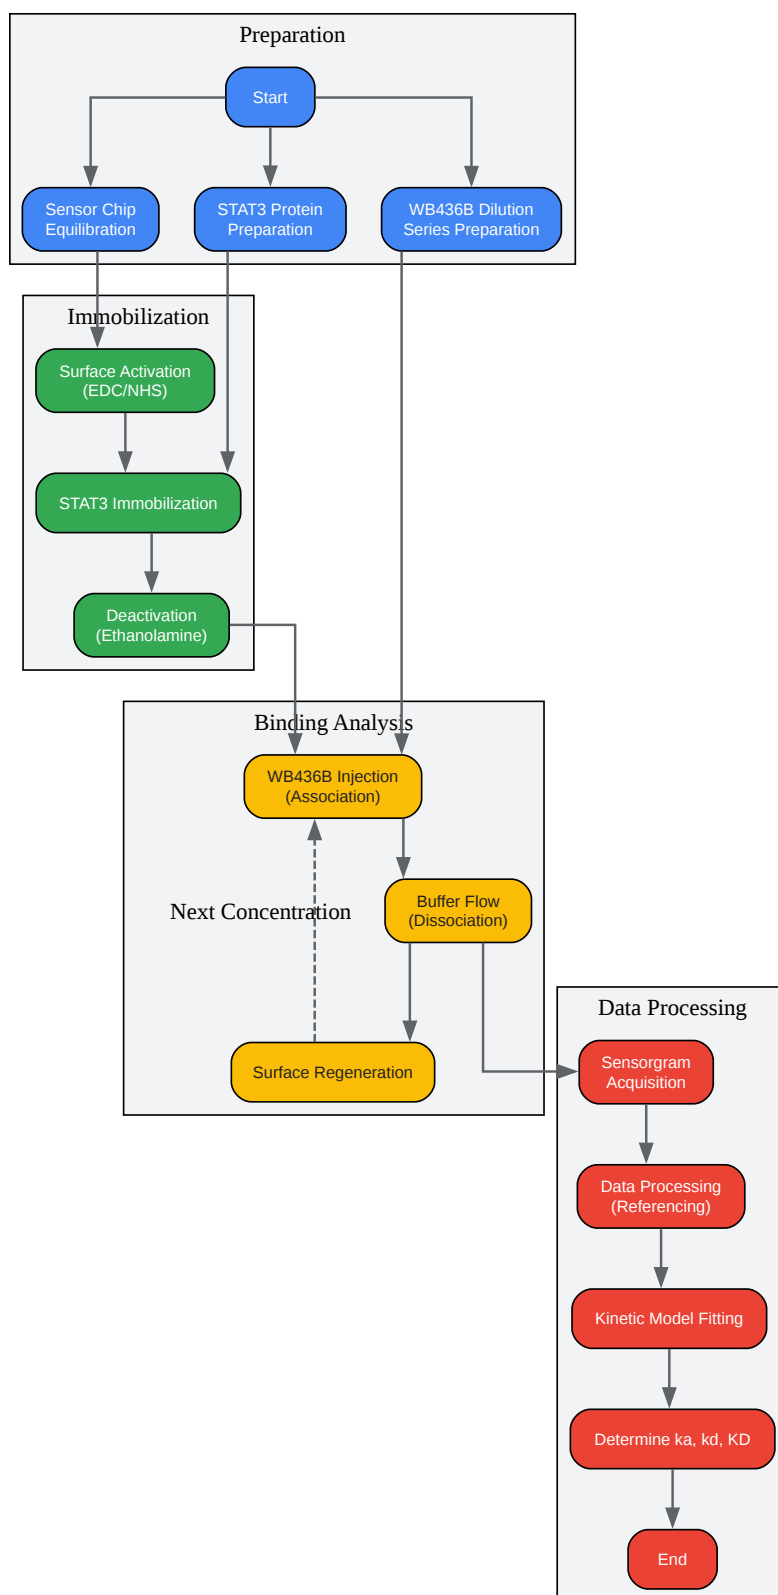 Preparation
Start
Sensor Chip
Equilibration
STAT3 Protein
Preparation
WB436B Dilution
Series Preparation
Immobilization
Surface Activation
(EDC/NHS)
STAT3 Immobilization
Deactivation
(Ethanolamine)
Binding Analysis
WB436B Injection
(Association)
Buffer Flow
(Dissociation)
Next Concentration
Surface Regeneration
Data Processing
Sensorgram
Acquisition
Data Processing
(Referencing)
Kinetic Model Fitting
Determine ka, kd, KD
End